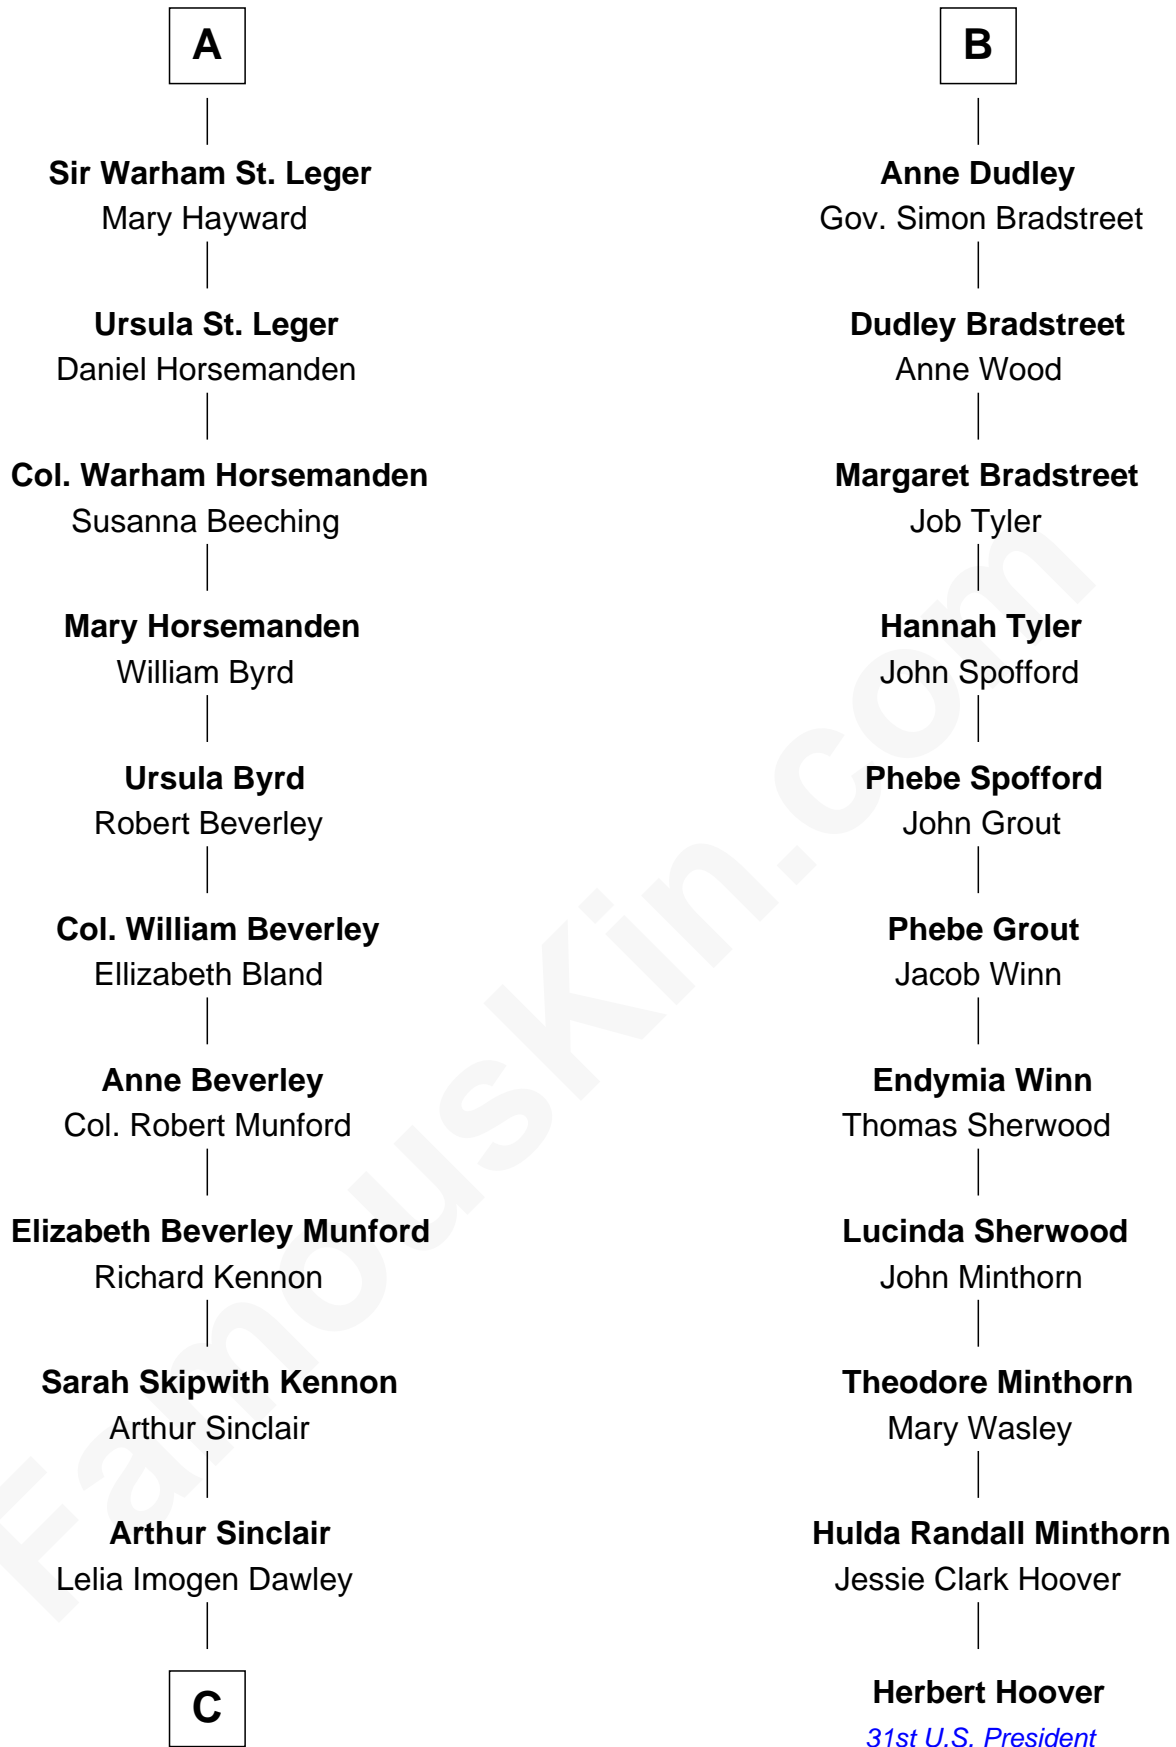 A
Sir Warham St. Leger
Mary Hayward
Ursula St. Leger
Daniel Horsemanden
Col. Warham Horsemanden
Susanna Beeching
Mary Horsemanden
William Byrd
Ursula Byrd
Robert Beverley
Col. William Beverley
Ellizabeth Bland
Anne Beverley
Col. Robert Munford
Elizabeth Beverley Munford
Richard Kennon
Sarah Skipwith Kennon
Arthur Sinclair
Arthur Sinclair
Lelia Imogen Dawley
C
B
Anne Dudley
Gov. Simon Bradstreet
Dudley Bradstreet
Anne Wood
Margaret Bradstreet
Job Tyler
Hannah Tyler
John Spofford
Phebe Spofford
John Grout
Phebe Grout
Jacob Winn
Endymia Winn
Thomas Sherwood
Lucinda Sherwood
John Minthorn
Theodore Minthorn
Mary Wasley
Hulda Randall Minthorn
Jessie Clark Hoover
Herbert Hoover
31st U.S. President
FamousKin.com